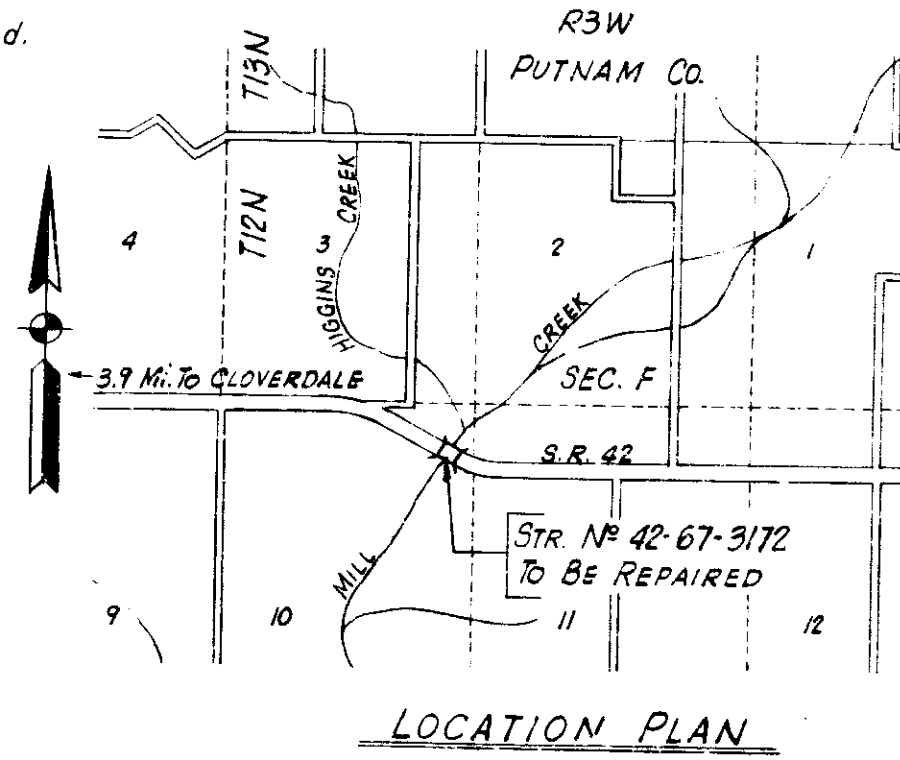 d.
R3W
PUTNAM CO.
T13N
T12N
4
3
2
1
HIGGINS CREEK
CREEK
3.9 Mi. To CLOVERDALE
SEC. F
S.R. 42
STR. Nº 42-67-3172
TO BE REPAIRED
MILL
9
10
11
12
LOCATION PLAN